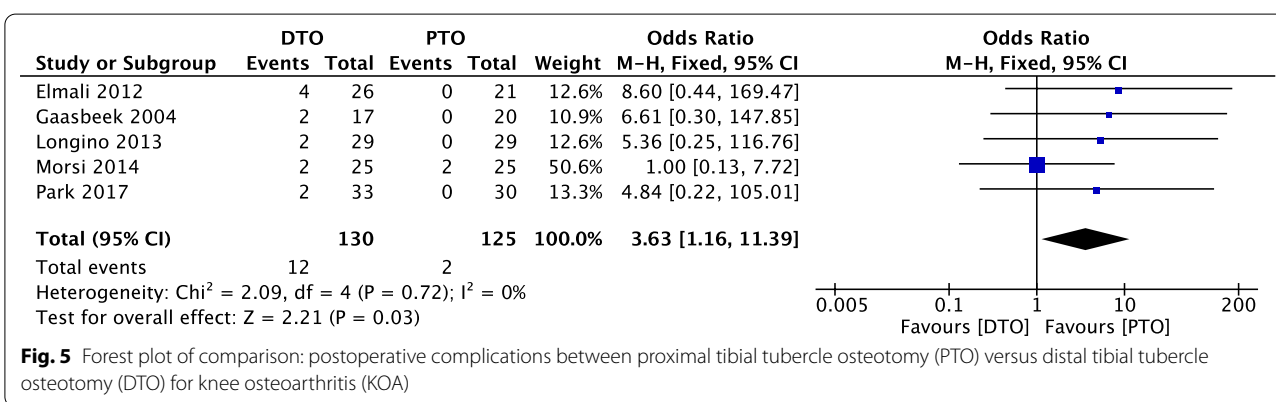 DTO PTO Odds Ratio Odds Ratio
Study or Subgroup Events Total Events Total Weight M-H, Fixed, 95% CI M-H, Fixed, 95% CI
Elmali 2012 4 26 0 21 12.6% 8.60 [0.44, 169.47]
Gaasbeek 2004 2 17 0 20 10.9% 6.61 [0.30, 147.85]
Longino 2013 2 29 0 29 12.6% 5.36 [0.25, 116.76]
Morsi 2014 2 25 2 25 50.6% 1.00 [0.13, 7.72]
Park 2017 2 33 0 30 13.3% 4.84 [0.22, 105.01]
Total (95% CI) 130 125 100.0% 3.63 [1.16, 11.39]
Total events 12 2
Heterogeneity: Chi² = 2.09, df = 4 (P = 0.72); I² = 0%
Test for overall effect: Z = 2.21 (P = 0.03)
0.005 0.1 1 10 200
Favours [DTO] Favours [PTO]
Fig. 5 Forest plot of comparison: postoperative complications between proximal tibial tubercle osteotomy (PTO) versus distal tibial tubercle
osteotomy (DTO) for knee osteoarthritis (KOA)